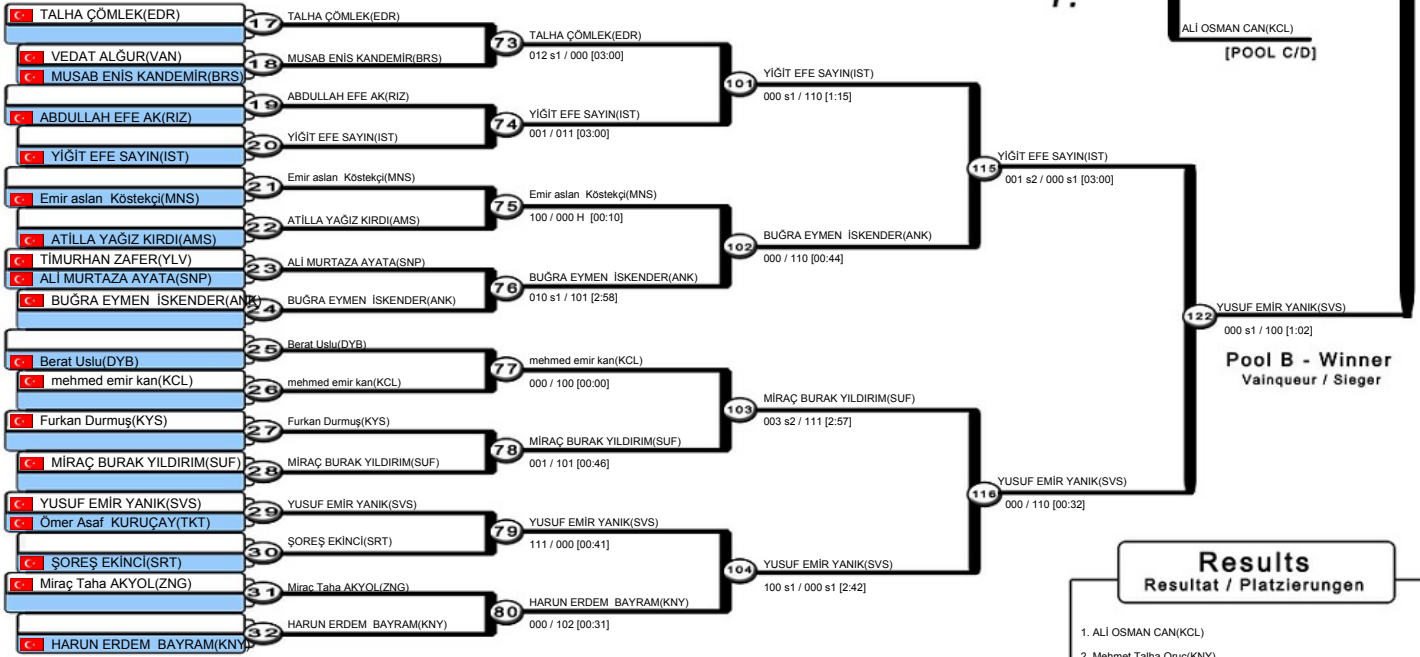 TALHA ÇÖMLEK(EDR)
VEDAT ALĞUR(VAN)
MUSAB ENİS KANDEMİR(BRS)
ABDULLAH EFE AK(RIZ)
YİĞİT EFE SAYIN(IST)
Emir aslan Köstekçi(MNS)
ATİLLA YAĞIZ KIRDI(AMS)
TİMURHAN ZAFER(YLV)
ALİ MURTAZA AYATA(SNP)
BUĞRA EYMEN İSKENDER(ANK)
Berat Uslu(DYB)
mehmed emir kan(KCL)
Furkan Durmuş(KYS)
MİRAÇ BURAK YILDIRIM(SUF)
YUSUF EMİR YANIK(SVS)
Ömer Asaf KURUÇAY(TKT)
ŞOREŞ EKİNCİ(SRT)
Miraç Taha AKYOL(ZNG)
HARUN ERDEM BAYRAM(KNY)
17 TALHA ÇÖMLEK(EDR)
18 MUSAB ENİS KANDEMİR(BRS)
19 ABDULLAH EFE AK(RIZ)
20 YİĞİT EFE SAYIN(IST)
21 Emir aslan Köstekçi(MNS)
22 ATİLLA YAĞIZ KIRDI(AMS)
23 ALİ MURTAZA AYATA(SNP)
24 BUĞRA EYMEN İSKENDER(ANK)
25 Berat Uslu(DYB)
26 mehmed emir kan(KCL)
27 Furkan Durmuş(KYS)
28 MİRAÇ BURAK YILDIRIM(SUF)
29 YUSUF EMİR YANIK(SVS)
30 ŞOREŞ EKİNCİ(SRT)
31 Miraç Taha AKYOL(ZNG)
32 HARUN ERDEM BAYRAM(KNY)
73 TALHA ÇÖMLEK(EDR)
012 s1 / 000 [03:00]
74 YİĞİT EFE SAYIN(IST)
001 / 011 [03:00]
75 Emir aslan Köstekçi(MNS)
100 / 000 H [00:10]
76 BUĞRA EYMEN İSKENDER(ANK)
010 s1 / 101 [2:58]
77 mehmed emir kan(KCL)
000 / 100 [00:00]
78 MİRAÇ BURAK YILDIRIM(SUF)
001 / 101 [00:46]
79 YUSUF EMİR YANIK(SVS)
111 / 000 [00:41]
80 HARUN ERDEM BAYRAM(KNY)
000 / 102 [00:31]
101 YİĞİT EFE SAYIN(IST)
000 s1 / 110 [1:15]
102 BUĞRA EYMEN İSKENDER(ANK)
000 / 110 [00:44]
103 MİRAÇ BURAK YILDIRIM(SUF)
003 s2 / 111 [2:57]
104 YUSUF EMİR YANIK(SVS)
100 s1 / 000 s1 [2:42]
115 YİĞİT EFE SAYIN(IST)
001 s2 / 000 s1 [03:00]
116 YUSUF EMİR YANIK(SVS)
000 / 110 [00:32]
122 YUSUF EMİR YANIK(SVS)
000 s1 / 100 [1:02]
Pool B - Winner
Vainqueur / Sieger
ALİ OSMAN CAN(KCL)
[POOL C/D]
Results
Resultat / Platzierungen
1. ALİ OSMAN CAN(KCL)
2. Mehmet Talha Oruç(KNY)